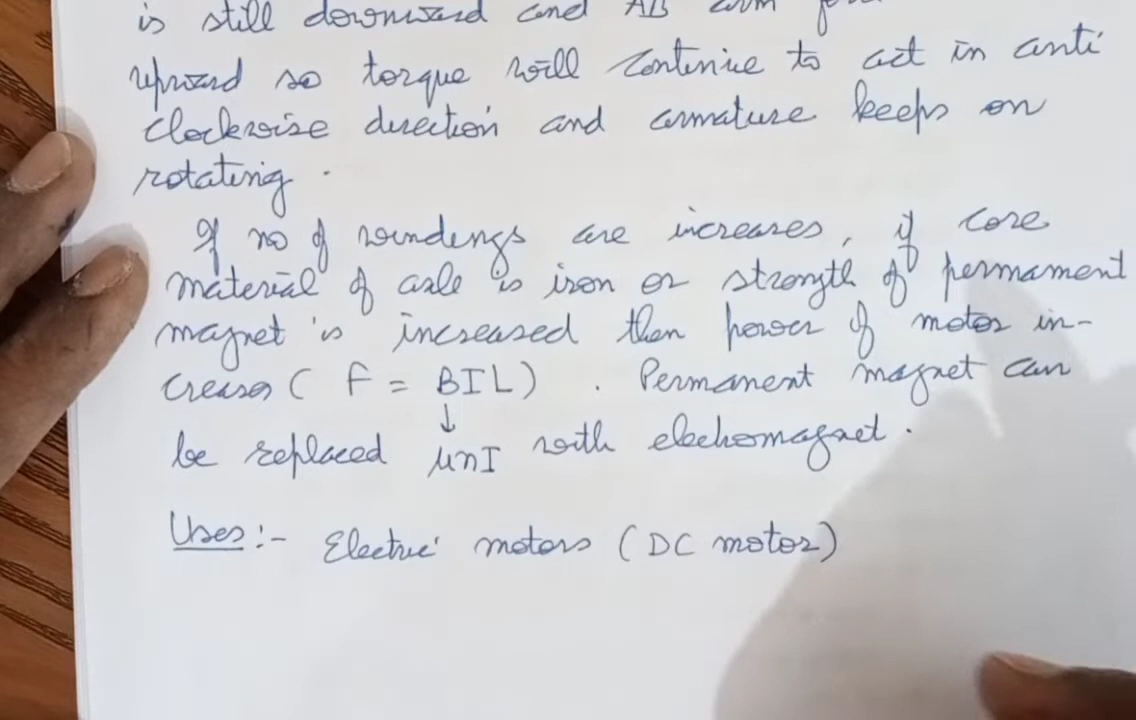 is still downward and AB arm
upward so torque will continue to act in anti
clockwise direction and armature keeps on
rotating.
If no of windings are increases, if core
material of axle is iron or strength of permament
magnet is increased then power of motor in-
creases ( F = BIL ) . Permanent magnet can
↓
be replaced μnI with electromagnet.
Uses :- Electric motors (DC motor)